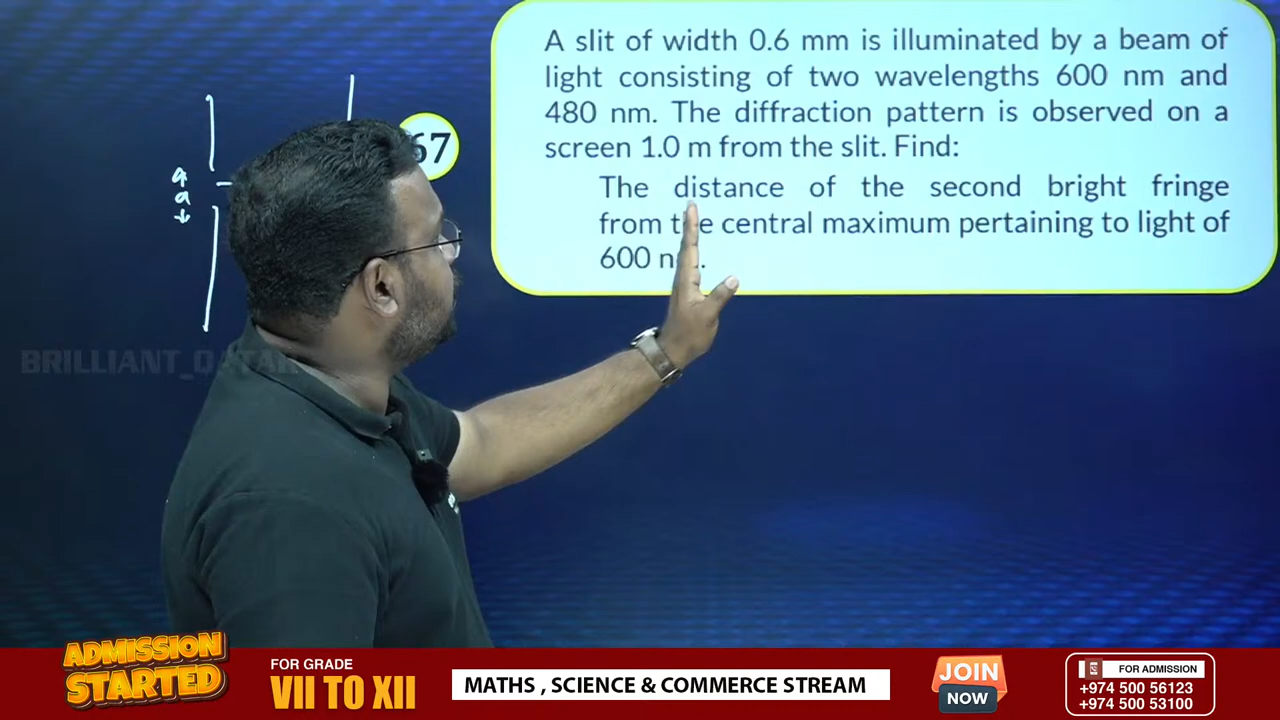 A slit of width 0.6 mm is illuminated by a beam of
light consisting of two wavelengths 600 nm and
480 nm. The diffraction pattern is observed on a
screen 1.0 m from the slit. Find:
The distance of the second bright fringe
from the central maximum pertaining to light of
600
67
a
BRILLIANT_QATAR
ADMISSION
STARTED
FOR GRADE
VII TO XII
MATHS , SCIENCE & COMMERCE STREAM
JOIN
NOW
FOR ADMISSION
+974 500 56123
+974 500 53100